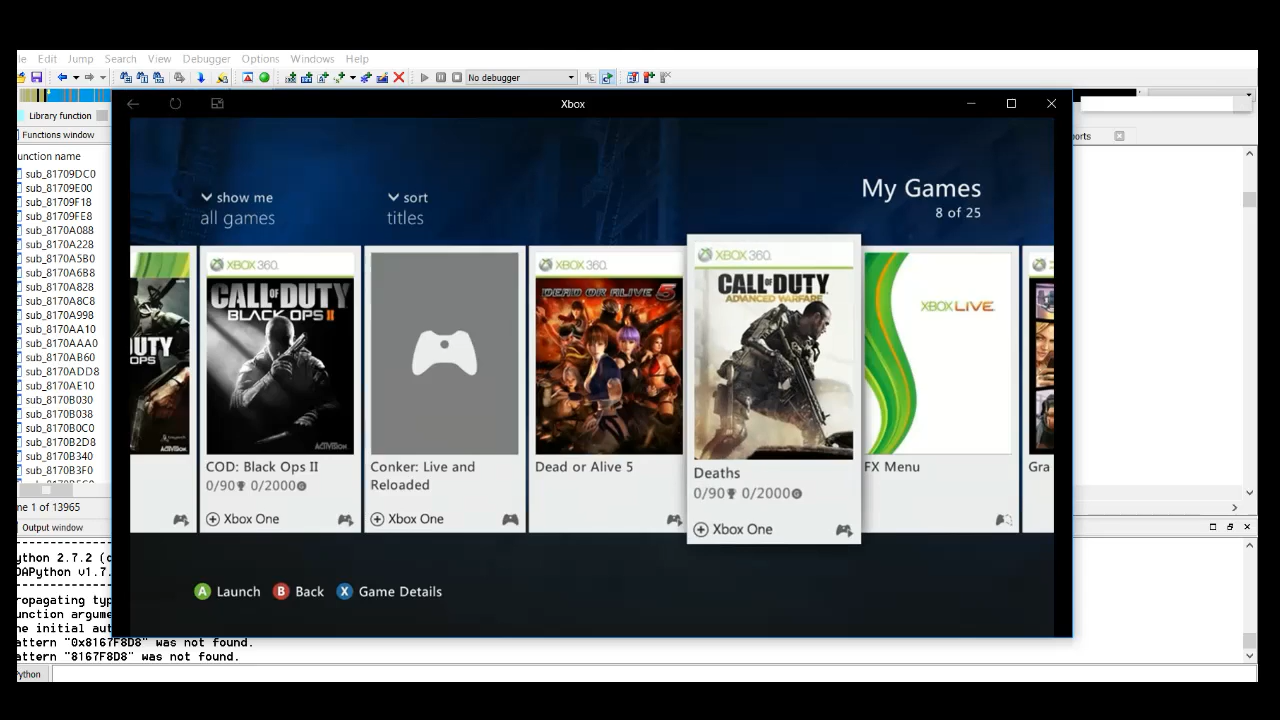 le Edit Jump Search View Debugger Options Windows Help
No debugger
Library function
Xbox
Functions window
orts
unction name
sub_81709DC0
sub_81709E00
sub_81709F18
sub_81709FE8
sub_8170A088
sub_8170A228
sub_8170A5B0
sub_8170A6B8
sub_8170A828
sub_8170A8C8
sub_8170A998
sub_8170AA10
sub_8170AAA0
sub_8170AB60
sub_8170ADD8
sub_8170AE10
sub_8170B030
sub_8170B038
sub_8170B0C0
sub_8170B2D8
sub_8170B340
sub_8170B3F0
ne 1 of 13965
show me
all games
sort
titles
My Games
8 of 25
UTY
OPS
XBOX 360.
CALL OF DUTY
BLACK OPS II
ACTIVISION
COD: Black Ops II
0/90 0/2000
Xbox One
Conker: Live and
Reloaded
Xbox One
XBOX 360.
DEAD OR ALIVE 5
Dead or Alive 5
XBOX 360.
CALL OF DUTY
ADVANCED WARFARE
Deaths
0/90 0/2000
Xbox One
XBOX LIVE
FX Menu
Gra
A Launch B Back X Game Details
Output window
ython 2.7.2 (
DAPython v1.7.
ropagating typ
unction argume
he initial aut
attern "0x8167F8D8" was not found.
attern "8167F8D8" was not found.
ython